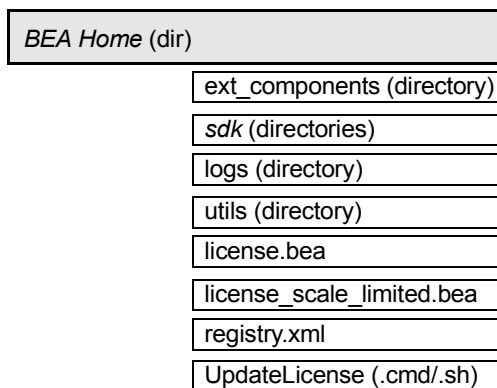 BEA Home (dir)
ext_components (directory)
sdk (directories)
logs (directory)
utils (directory)
license.bea
license_scale_limited.bea
registry.xml
UpdateLicense (.cmd/.sh)